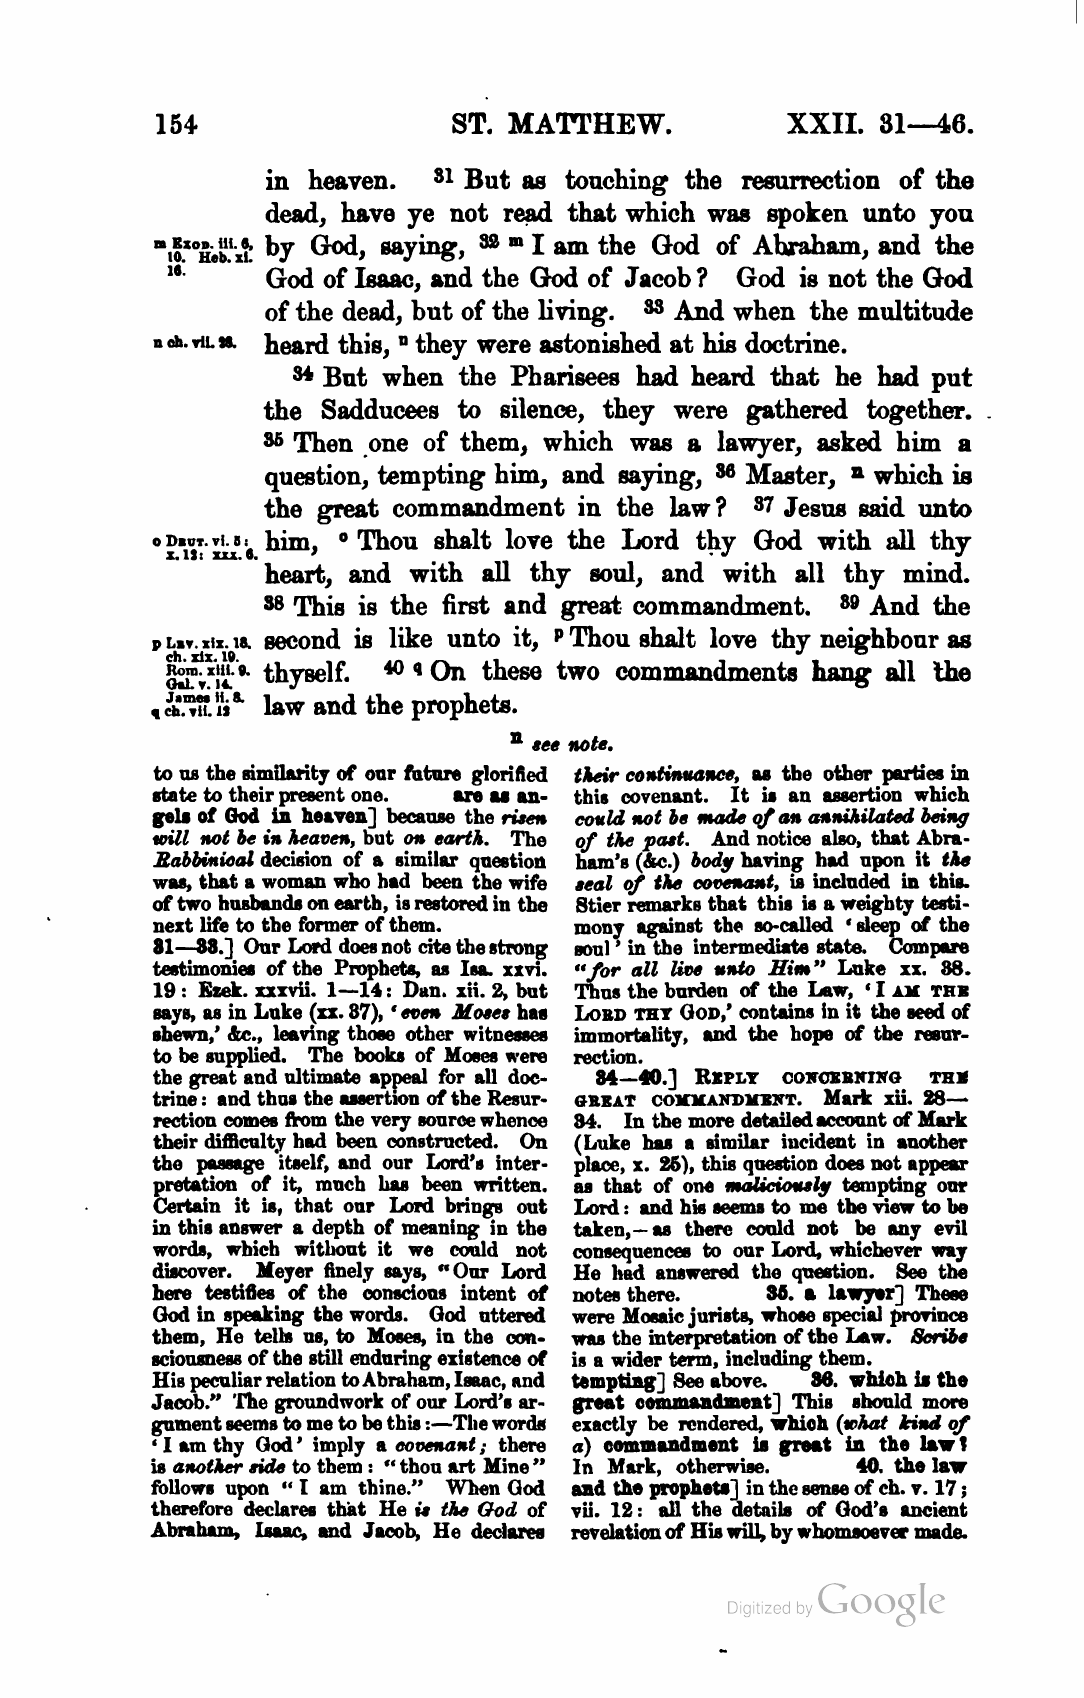 154 ST. MATTHEW. XXII. 31—46.
in heaven. 31 But as touching the resurrection of the
dead, have ye not read that which was spoken unto you
m Exod. iii. 6, by God, saying, 32 m I am the God of Abraham, and the
10. Heb. xi.
16. God of Isaac, and the God of Jacob? God is not the God
of the dead, but of the living. 33 And when the multitude
n ch. vii. 28. heard this, n they were astonished at his doctrine.
34 But when the Pharisees had heard that he had put
the Sadducees to silence, they were gathered together.
35 Then one of them, which was a lawyer, asked him a
question, tempting him, and saying, 36 Master, n which is
the great commandment in the law? 37 Jesus said unto
o Deut. vi. 5: him, o Thou shalt love the Lord thy God with all thy
x. 12: xxx. 6.
heart, and with all thy soul, and with all thy mind.
38 This is the first and great commandment. 39 And the
p Lev. xix. 18. second is like unto it, p Thou shalt love thy neighbour as
ch. xix. 19.
Rom. xiii. 9. thyself. 40 q On these two commandments hang all the
Gal. v. 14.
James ii. 8.
q ch. vii. 12 law and the prophets.
n see note.
to us the similarity of our future glorified
state to their present one. are as an-
gels of God in heaven] because the risen
will not be in heaven, but on earth. The
Rabbinical decision of a similar question
was, that a woman who had been the wife
of two husbands on earth, is restored in the
next life to the former of them.
31—33.] Our Lord does not cite the strong
testimonies of the Prophets, as Isa. xxvi.
19: Ezek. xxxvii. 1—14: Dan. xii. 2, but
says, as in Luke (xx. 37), ‘even Moses has
shewn,’ &c., leaving those other witnesses
to be supplied. The books of Moses were
the great and ultimate appeal for all doc-
trine: and thus the assertion of the Resur-
rection comes from the very source whence
their difficulty had been constructed. On
the passage itself, and our Lord's inter-
pretation of it, much has been written.
Certain it is, that our Lord brings out
in this answer a depth of meaning in the
words, which without it we could not
discover. Meyer finely says, “Our Lord
here testifies of the conscious intent of
God in speaking the words. God uttered
them, He tells us, to Moses, in the con-
sciousness of the still enduring existence of
His peculiar relation to Abraham, Isaac, and
Jacob.” The groundwork of our Lord's ar-
gument seems to me to be this:—The words
‘I am thy God’ imply a covenant; there
is another side to them: “thou art Mine”
follows upon “I am thine.” When God
therefore declares that He is the God of
Abraham, Isaac, and Jacob, He declares
their continuance, as the other parties in
this covenant. It is an assertion which
could not be made of an annihilated being
of the past. And notice also, that Abra-
ham's (&c.) body having had upon it the
seal of the covenant, is included in this.
Stier remarks that this is a weighty testi-
mony against the so-called ‘sleep of the
soul’ in the intermediate state. Compare
“for all live unto Him” Luke xx. 38.
Thus the burden of the Law, ‘I AM THE
LORD THY GOD,’ contains in it the seed of
immortality, and the hope of the resur-
rection.
34—40.] REPLY CONCERNING THE
GREAT COMMANDMENT. Mark xii. 28—
34. In the more detailed account of Mark
(Luke has a similar incident in another
place, x. 25), this question does not appear
as that of one maliciously tempting our
Lord: and his seems to me the view to be
taken,—as there could not be any evil
consequences to our Lord, whichever way
He had answered the question. See the
notes there. 35. a lawyer] These
were Mosaic jurists, whose special province
was the interpretation of the Law. Scribe
is a wider term, including them.
tempting] See above. 36. which is the
great commandment] This should more
exactly be rendered, which (what kind of
a) commandment is great in the law?
In Mark, otherwise. 40. the law
and the prophets] in the sense of ch. v. 17;
vii. 12: all the details of God's ancient
revelation of His will, by whomsoever made.
Digitized by Google